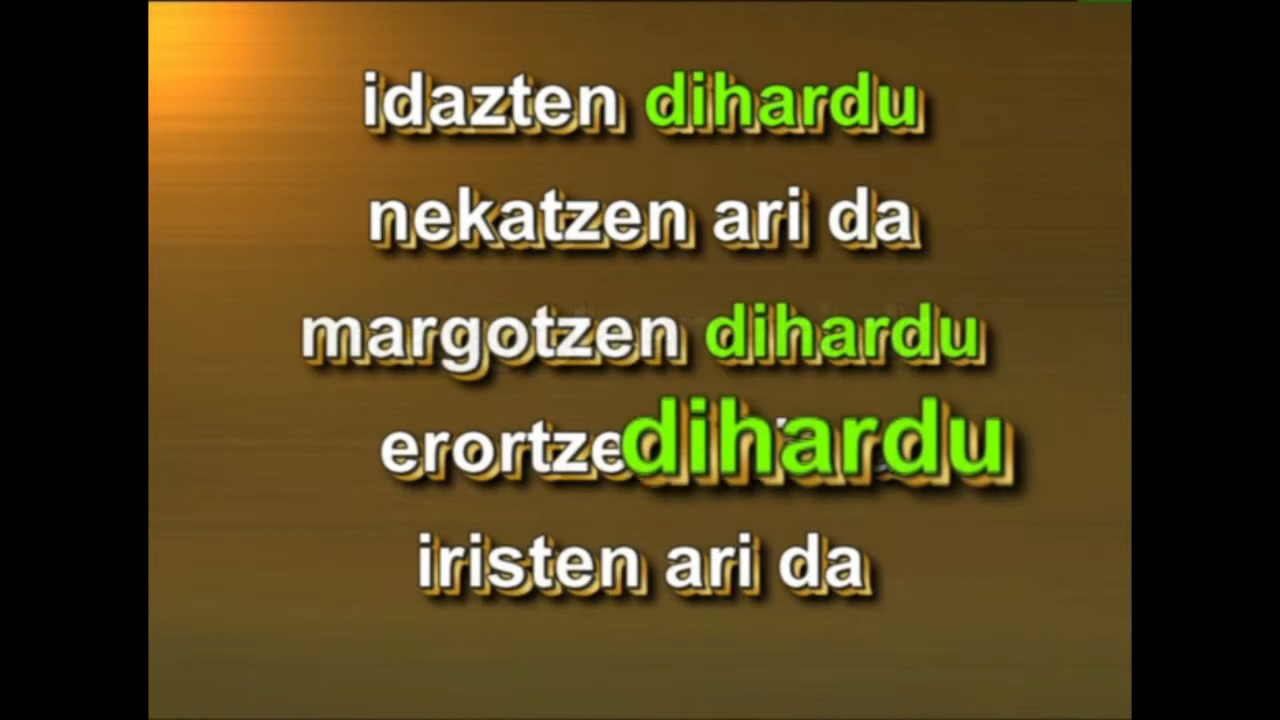 idazten dihardu
nekatzen ari da
margotzen dihardu
erortze dihardu
iristen ari da